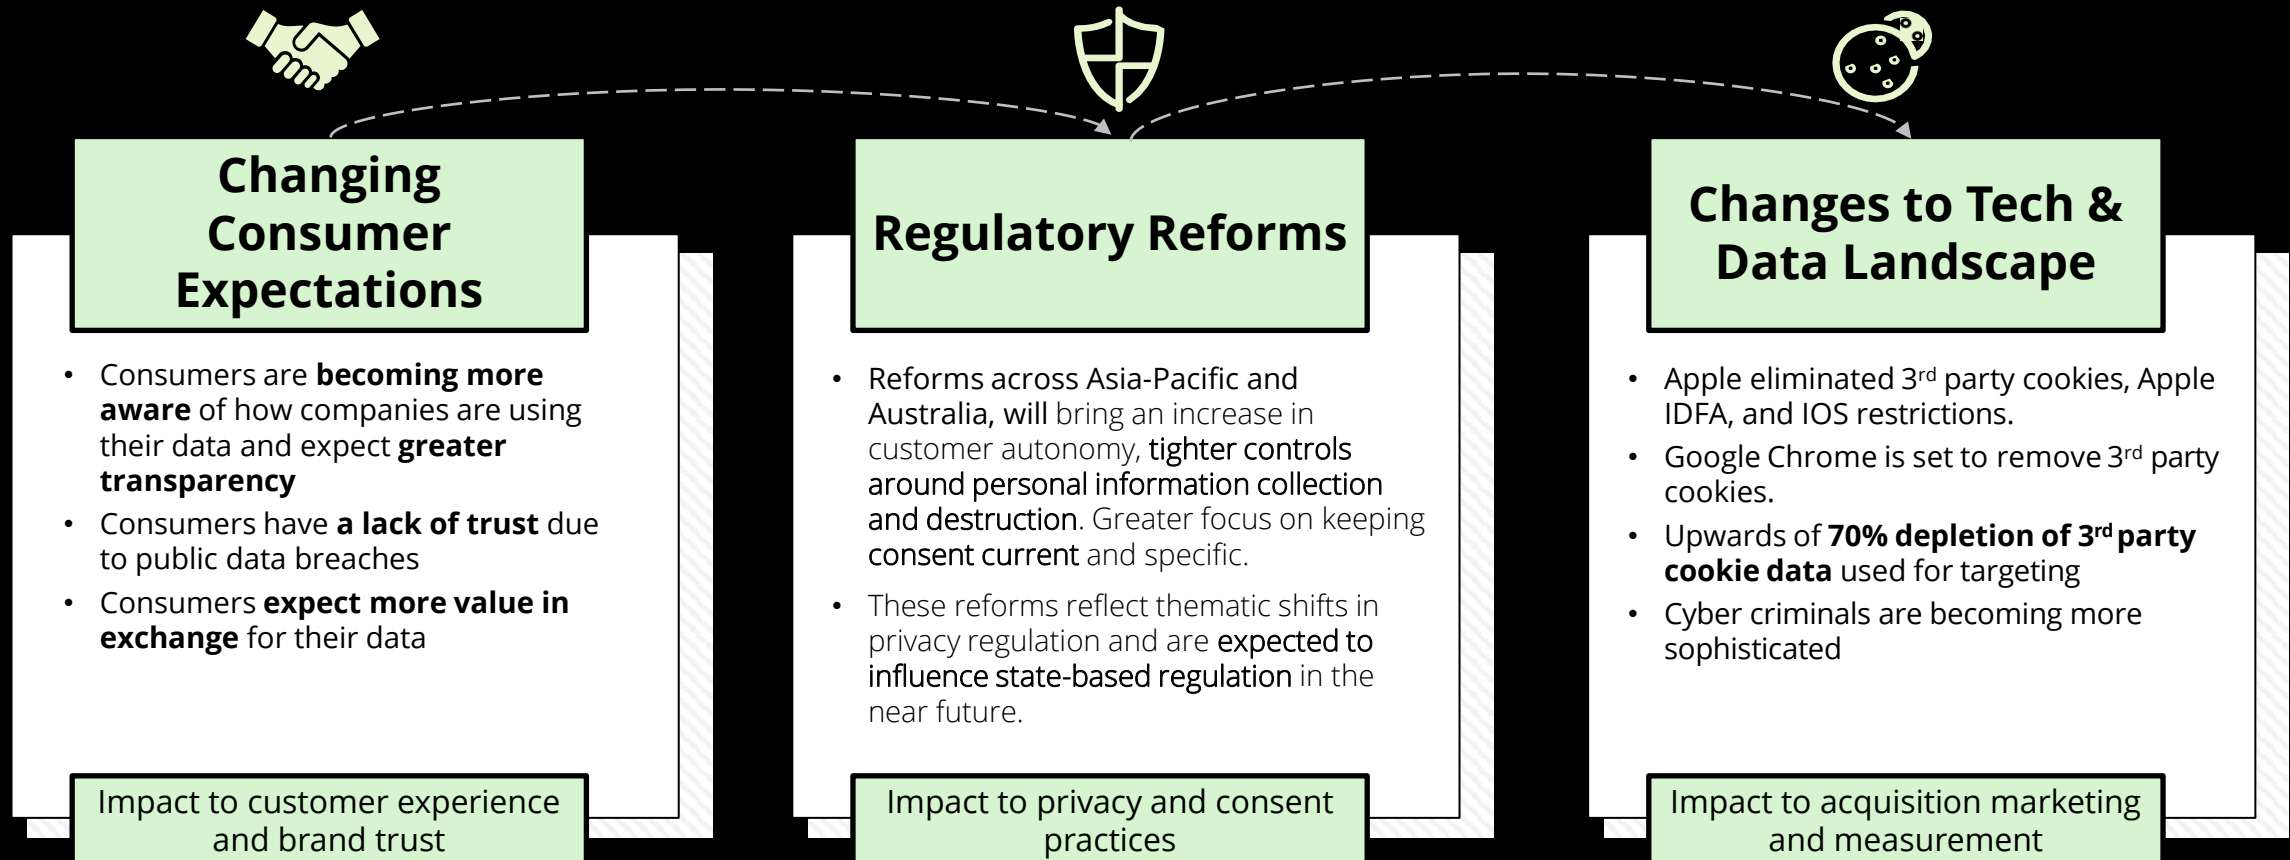 Changing
Consumer
Expectations
• Consumers are becoming more
aware of how companies are using
their data and expect greater
transparency
• Consumers have a lack of trust due
to public data breaches
• Consumers expect more value in
exchange for their data
Impact to customer experience
and brand trust
Regulatory Reforms
• Reforms across Asia-Pacific and
Australia, will bring an increase in
customer autonomy, tighter controls
around personal information collection
and destruction. Greater focus on keeping
consent current and specific.
• These reforms reflect thematic shifts in
privacy regulation and are expected to
influence state-based regulation in the
near future.
Impact to privacy and consent
practices
Changes to Tech &
Data Landscape
• Apple eliminated 3rd party cookies, Apple
IDFA, and IOS restrictions.
• Google Chrome is set to remove 3rd party
cookies.
• Upwards of 70% depletion of 3rd party
cookie data used for targeting
• Cyber criminals are becoming more
sophisticated
Impact to acquisition marketing
and measurement